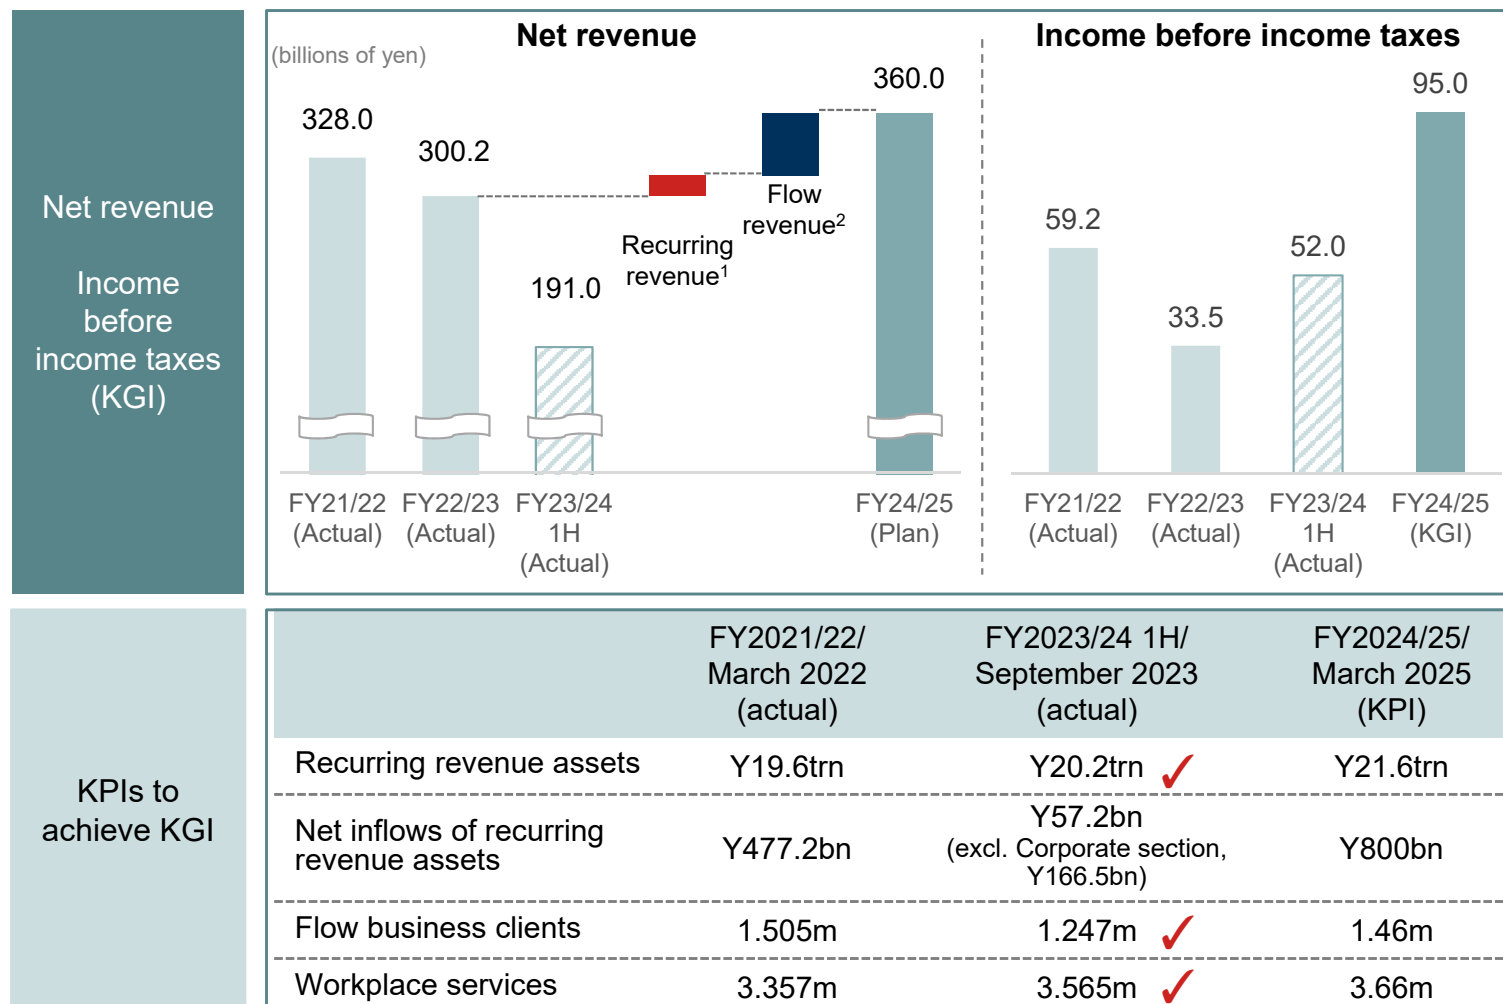 Net revenue
Income
before
income taxes
(KGI)
(billions of yen)
Net revenue
328.0
300.2
191.0
Recurring
revenue1
Flow
revenue2
360.0
FY21/22
(Actual)
FY22/23
(Actual)
FY23/24
1H
(Actual)
FY24/25
(Plan)
Income before income taxes
59.2
33.5
52.0
95.0
FY21/22
(Actual)
FY22/23
(Actual)
FY23/24
1H
(Actual)
FY24/25
(KGI)
KPIs to
achieve KGI
FY2021/22/
March 2022
(actual)
FY2023/24 1H/
September 2023
(actual)
FY2024/25/
March 2025
(KPI)
Recurring revenue assets
Y19.6trn
Y20.2trn ✓
Y21.6trn
Net inflows of recurring
revenue assets
Y477.2bn
Y57.2bn
(excl. Corporate section,
Y166.5bn)
Y800bn
Flow business clients
1.505m
1.247m ✓
1.46m
Workplace services
3.357m
3.565m ✓
3.66m